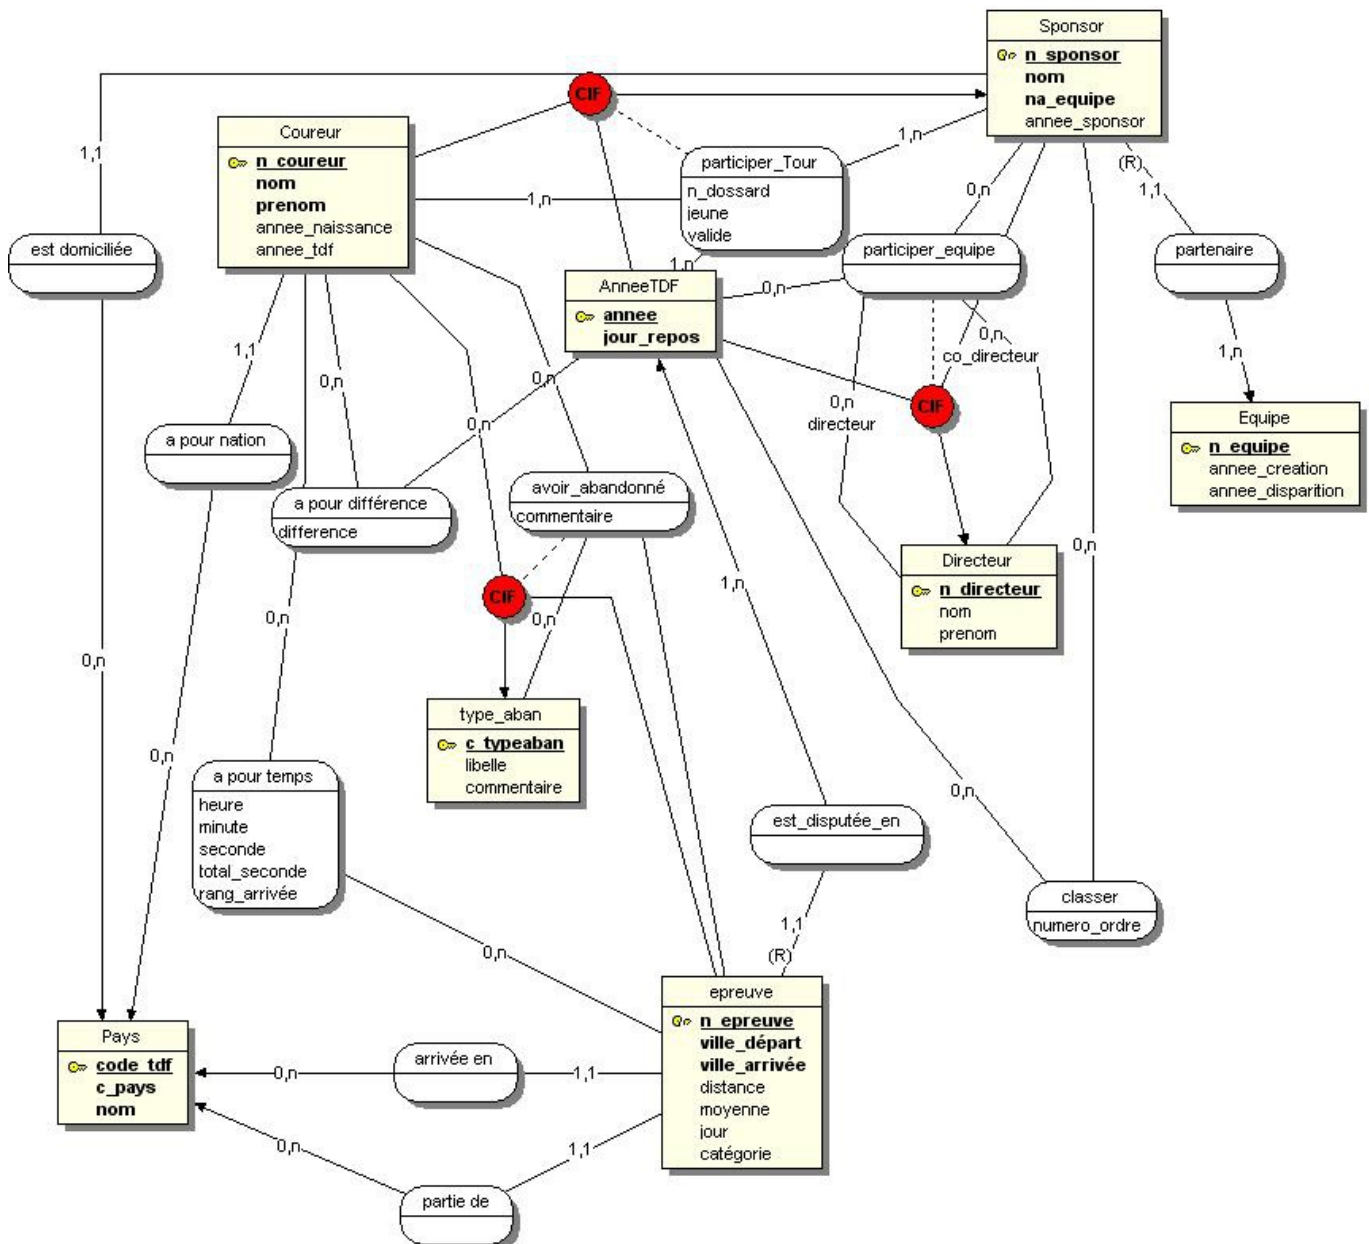 Sponsor
n_sponsor
nom
na_equipe
annee_sponsor
CIF
Coureur
n_coureur
nom
prenom
annee_naissance
annee_tdf
1,1
1,n
(R)
participer_Tour
n_dossard
jeune
valide
1,n
0,n
1,1
est domiciliée
participer_equipe
partenaire
1,n
AnneeTDF
annee
jour_repos
0,n
0,n
co_directeur
1,n
1,1
0,n
0,n
CIF
0,n
directeur
Equipe
n_equipe
annee_creation
annee_disparition
0,n
a pour nation
avoir_abandonné
commentaire
a pour différence
difference
0,n
Directeur
n_directeur
nom
prenom
1,n
CIF
0,n
0,n
0,n
type_aban
c_typeaban
libelle
commentaire
0,n
a pour temps
heure
minute
seconde
total_seconde
rang_arrivée
0,n
est_disputée_en
classer
numero_ordre
1,1
(R)
0,n
epreuve
n_epreuve
ville_départ
ville_arrivée
distance
moyenne
jour
catégorie
Pays
code_tdf
c_pays
nom
arrivée en
0,n
1,1
0,n
1,1
partie de